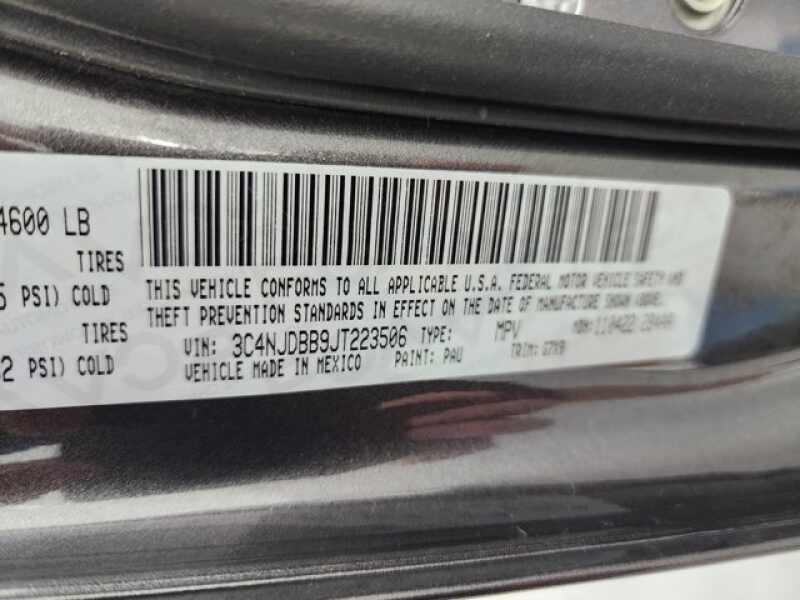 4600 LB
TIRES
5 PSI) COLD
TIRES
2 PSI) COLD
THIS VEHICLE CONFORMS TO ALL APPLICABLE U.S.A. FEDERAL MOTOR VEHICLE SAFETY AND
THEFT PREVENTION STANDARDS IN EFFECT ON THE DATE OF MANUFACTURE SHOWN ABOVE.
VIN: 3C4NJDBB9JT223506 TYPE: MPV MDH:
VEHICLE MADE IN MEXICO PAINT: PAU TRIM: